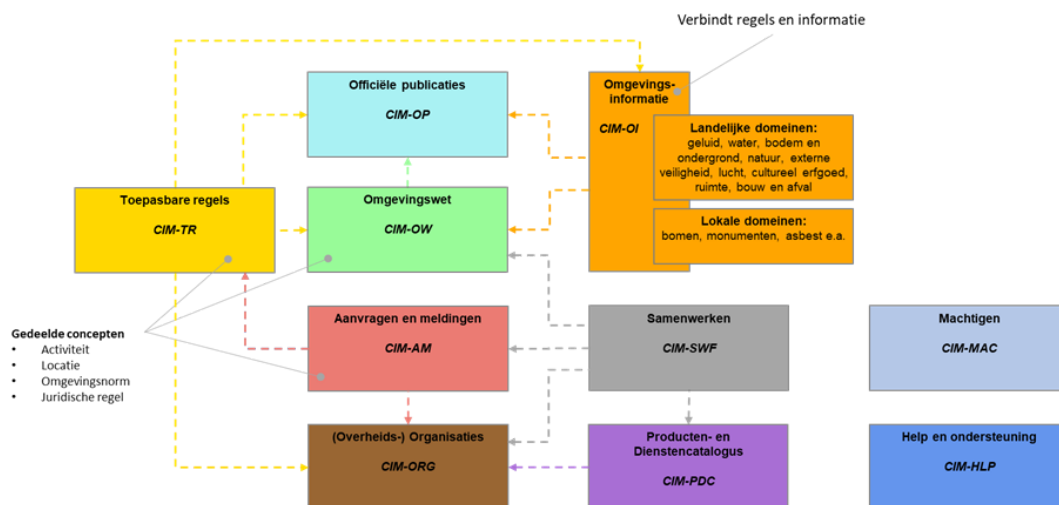 Verbindt regels en informatie
Officiële publicaties
CIM-OP
Omgevings-
informatie
CIM-OI
Landelijke domeinen:
geluid, water, bodem en
ondergrond, natuur, externe
veiligheid, lucht, cultureel erfgoed,
ruimte, bouw en afval
Lokale domeinen:
bomen, monumenten, asbest e.a.
Toepasbare regels
CIM-TR
Omgevingswet
CIM-OW
Gedeelde concepten
• Activiteit
• Locatie
• Omgevingsnorm
• Juridische regel
Aanvragen en meldingen
CIM-AM
Samenwerken
CIM-SWF
Machtigen
CIM-MAC
(Overheids-) Organisaties
CIM-ORG
Producten- en
Dienstencatalogus
CIM-PDC
Help en ondersteuning
CIM-HLP